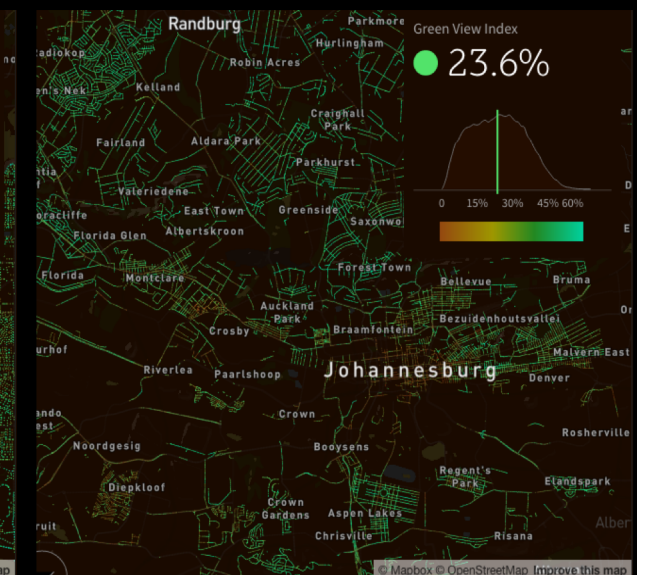 Randburg
Parkmore
Green View Index
23.6%
Hurlingham
Robin Acres
Kelland
Craighall
Park
Fairland
Aldara Park
Parkhurst
Valeriedene
East Town
Greenside
Saxonwo
Florida Glen
Albertskroon
0 15% 30% 45% 60%
Forest Town
Florida
Montclare
Bellevue
Bruma
Auckland
Park
Crosby
Braamfontein
Bezuidenhoutsvallei
Malvern East
Riverlea
Paarlshoop
Johannesburg
Denver
Crown
Noordgesig
Booysens
Rosherville
Diepkloof
Regent's
Park
Elandspark
Crown
Gardens
Aspen Lakes
Alber
Chrisville
Risana
© Mapbox © OpenStreetMap Improve this map